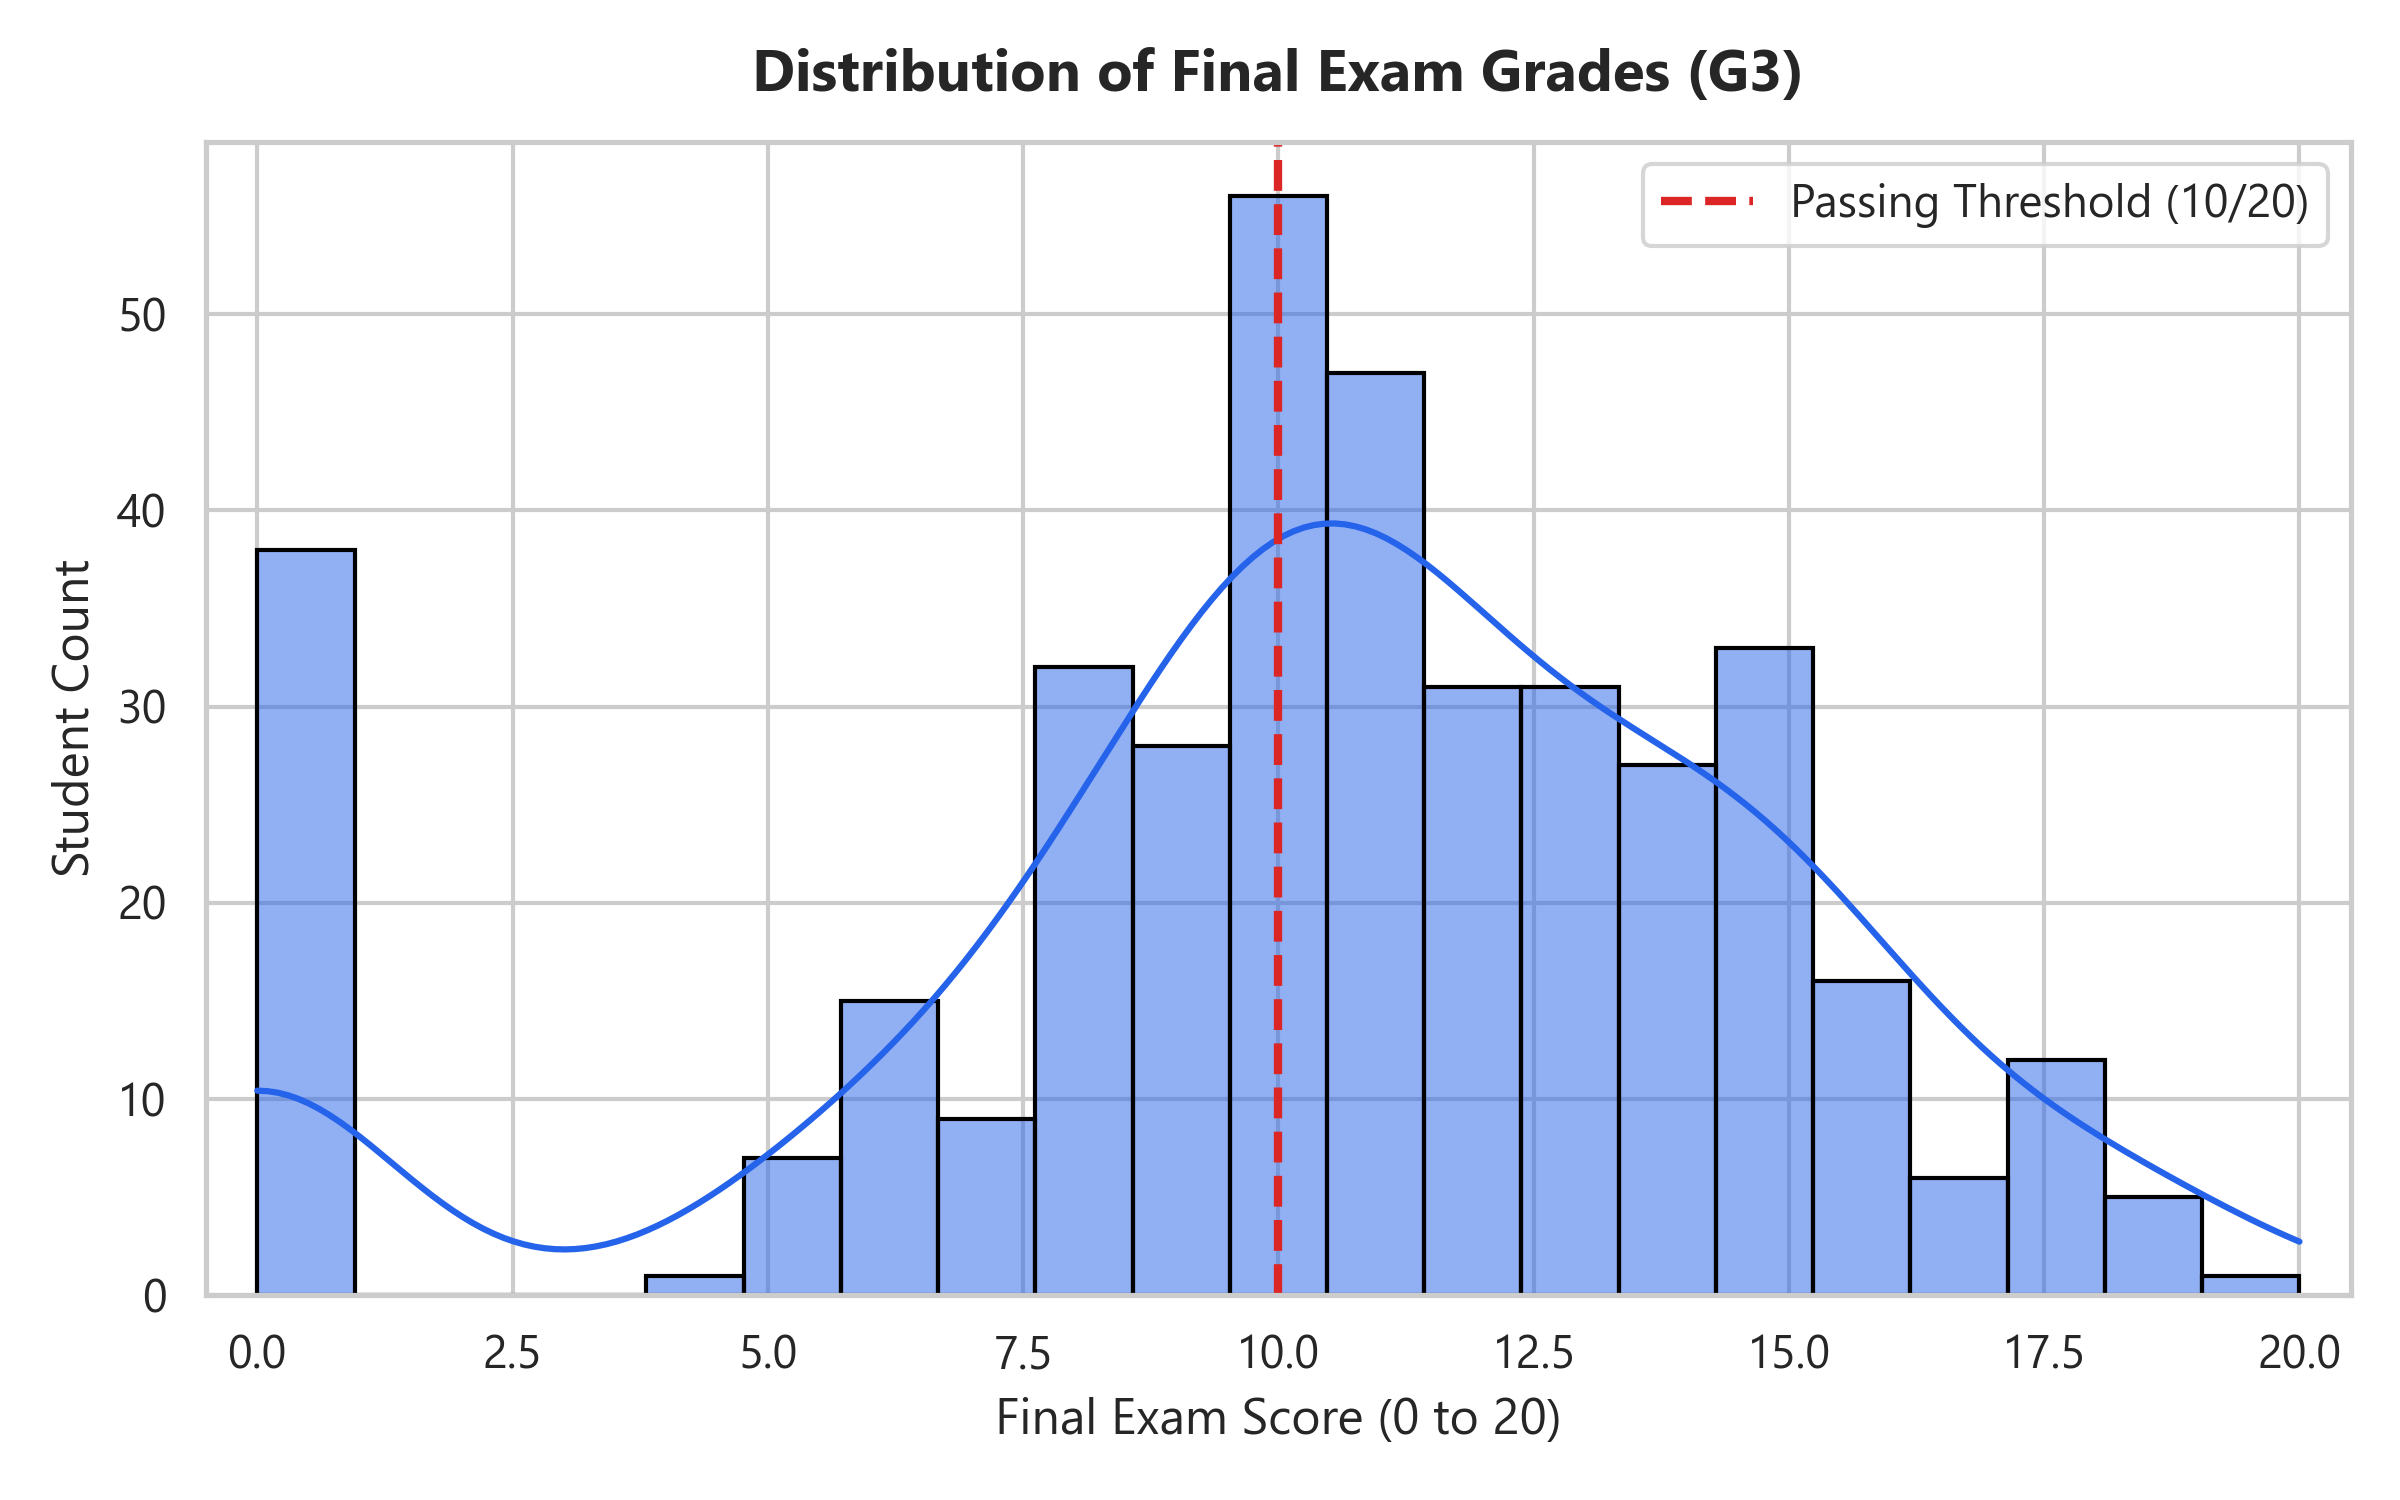 Distribution of Final Exam Grades (G3)
Passing Threshold (10/20)
Student Count
50
40
30
20
10
0
0.0 2.5 5.0 7.5 10.0 12.5 15.0 17.5 20.0
Final Exam Score (0 to 20)